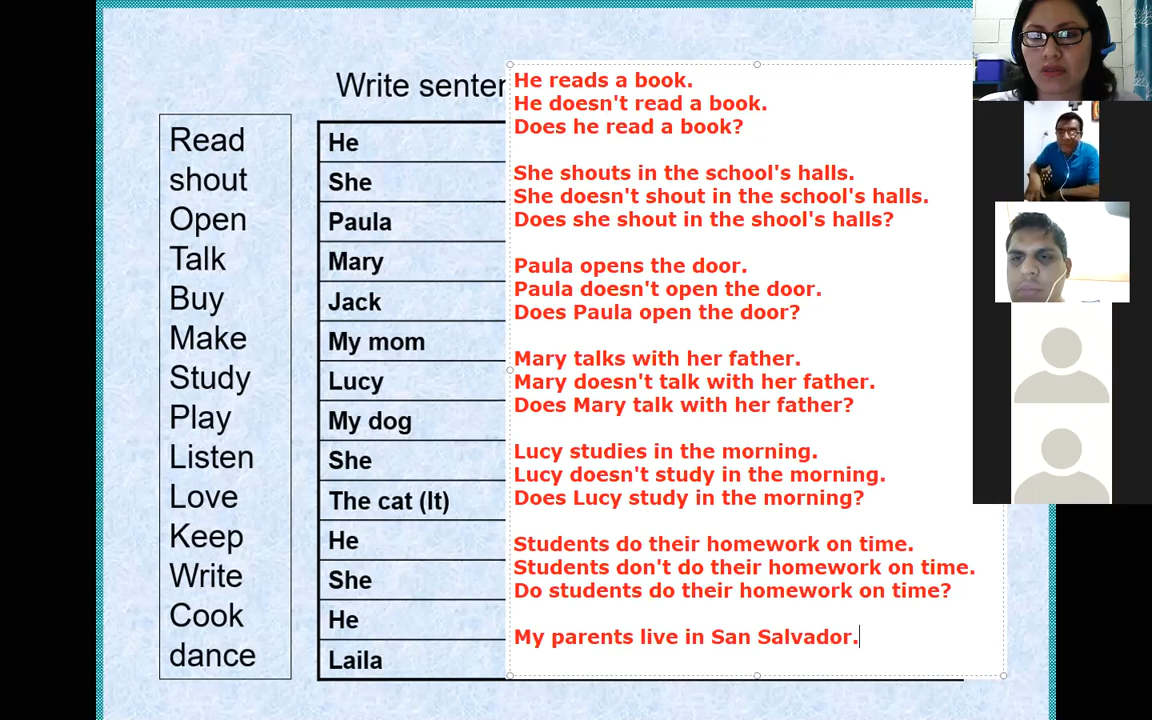 Write senten
Read
shout
Open
Talk
Buy
Make
Study
Play
Listen
Love
Keep
Write
Cook
dance
He
She
Paula
Mary
Jack
My mom
Lucy
My dog
She
The cat (It)
He
She
He
Laila
He reads a book.
He doesn't read a book.
Does he read a book?
She shouts in the school's halls.
She doesn't shout in the school's halls.
Does she shout in the shool's halls?
Paula opens the door.
Paula doesn't open the door.
Does Paula open the door?
Mary talks with her father.
Mary doesn't talk with her father.
Does Mary talk with her father?
Lucy studies in the morning.
Lucy doesn't study in the morning.
Does Lucy study in the morning?
Students do their homework on time.
Students don't do their homework on time.
Do students do their homework on time?
My parents live in San Salvador.